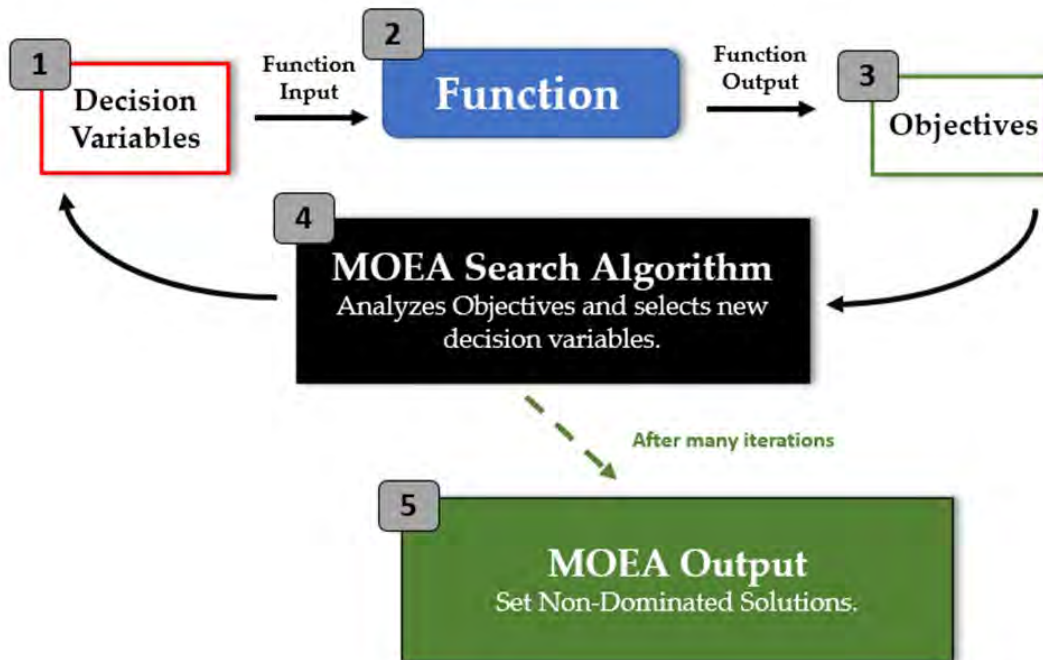 1
Decision
Variables
Function
Input
2
Function
Function
Output
3
Objectives
4
MOEA Search Algorithm
Analyzes Objectives and selects new
decision variables.
After many iterations
5
MOEA Output
Set Non-Dominated Solutions.